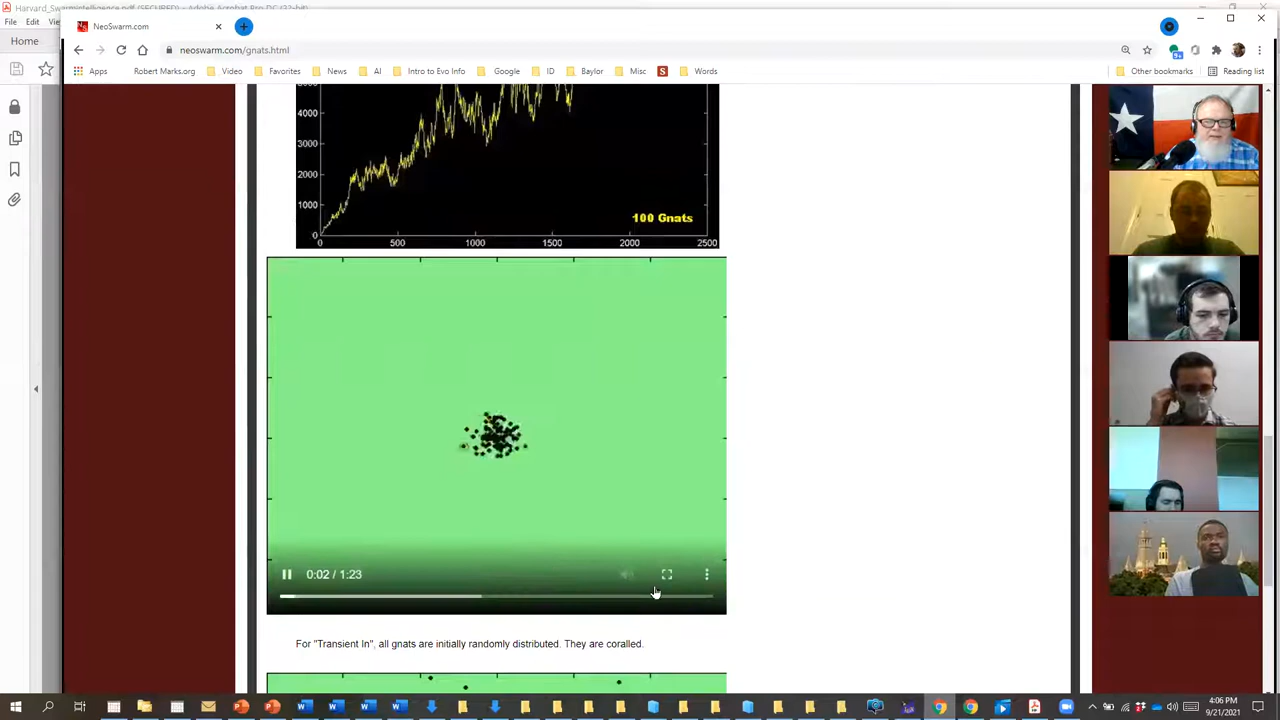 Harvard_SwarmIntelligence.pdf (SECURED) - Adobe Acrobat Pro DC (32-bit)
File Edit
Home
NeoSwarm.com
neoswarm.com/gnats.html
Apps Robert Marks.org Video Favorites News AI Intro to Evo Info Google ID Baylor Misc S Words Other bookmarks Reading list
4000
3000
2000
1000
0
100 Gnats
0 500 1000 1500 2000 2500
0:02 / 1:23
For "Transient In", all gnats are initially randomly distributed. They are coralled.
4:06 PM
9/21/2021